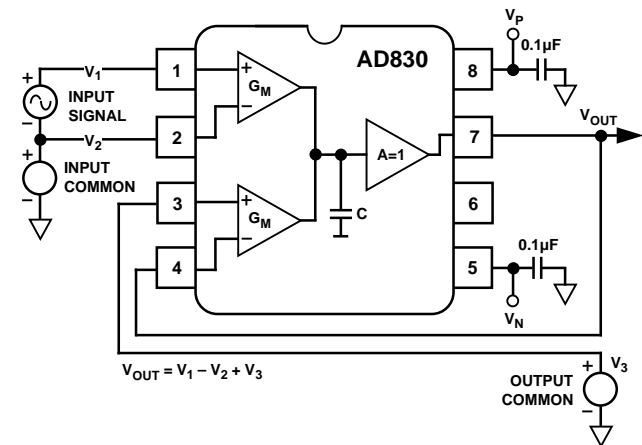 V_P
0.1µF
AD830
8
V_1
1
+
G_M
−
+
−
INPUT
SIGNAL
V_2
2
V_OUT
7
A=1
+
−
INPUT
COMMON
3
+
G_M
−
C
6
4
0.1µF
5
V_N
V_OUT = V_1 – V_2 + V_3
+
V_3
OUTPUT
COMMON
−